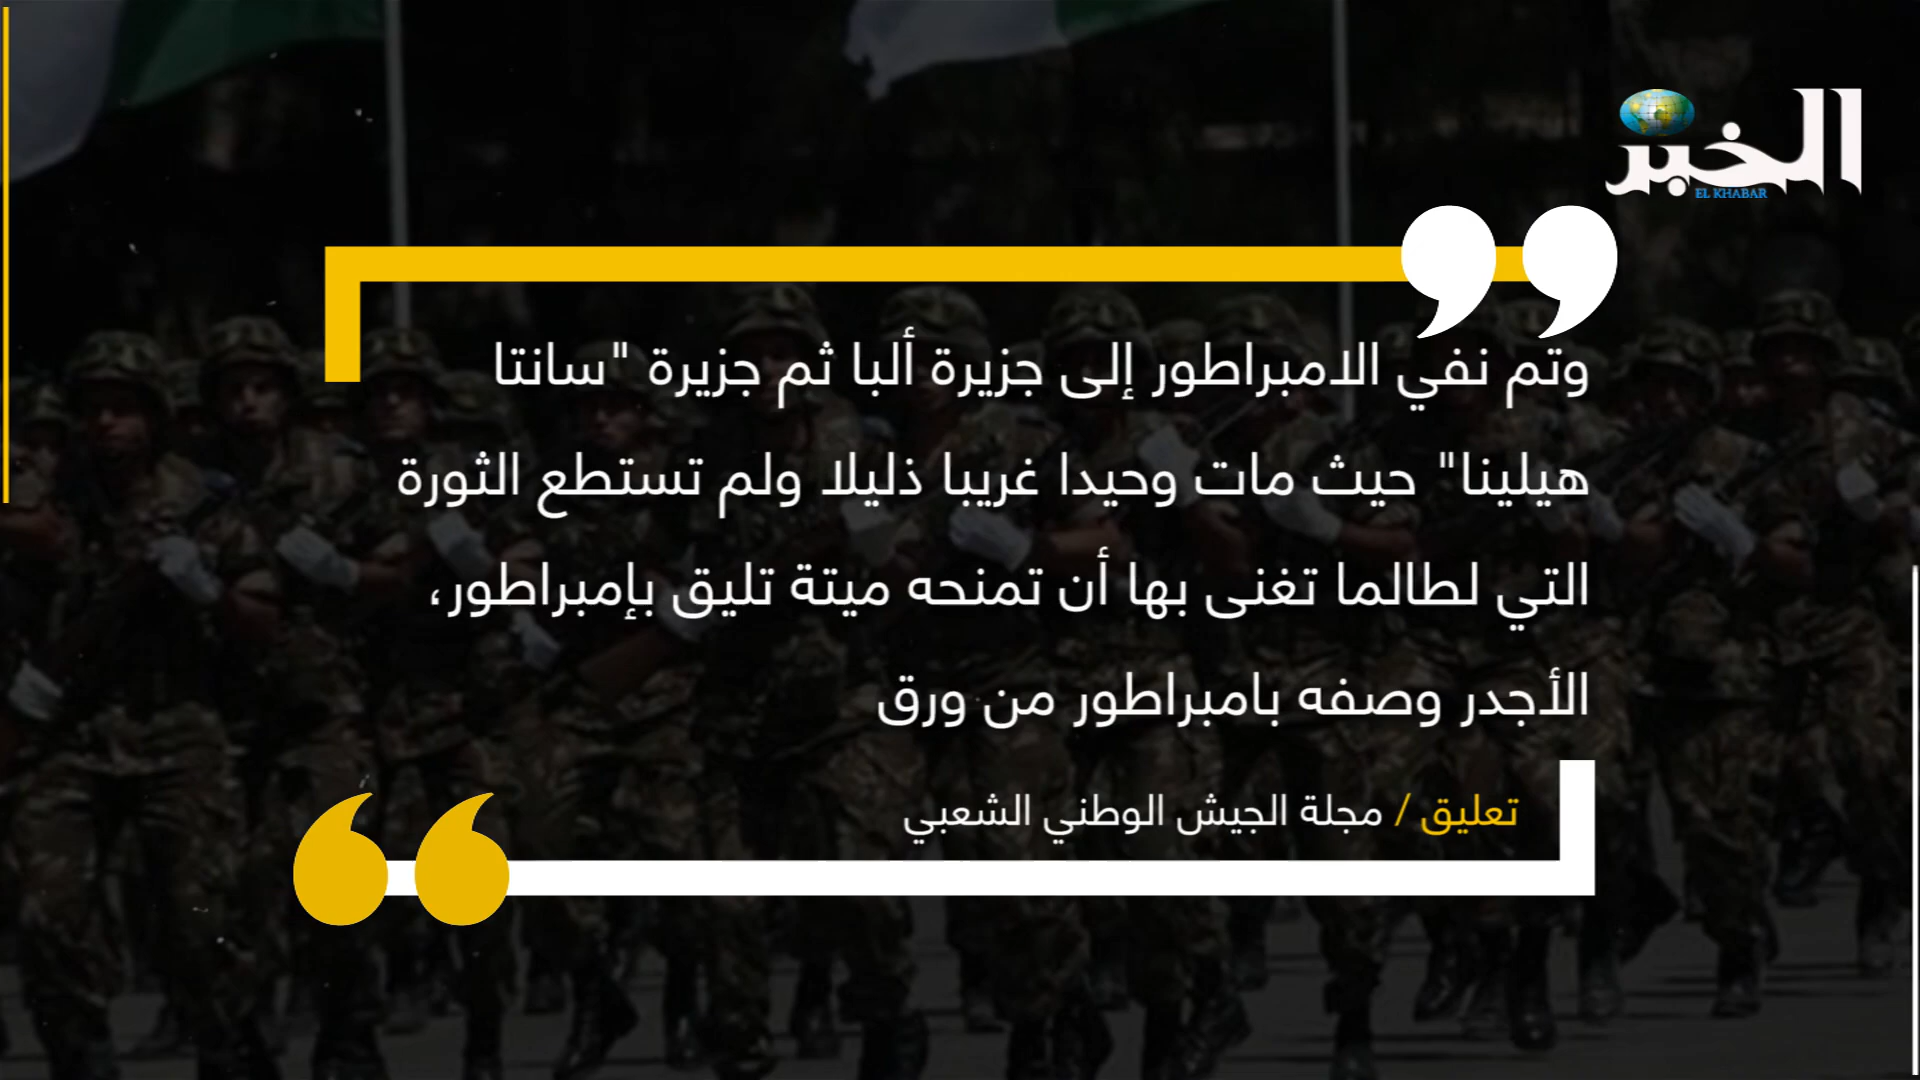 الخبر
EL KHABAR
وتم نفي الامبراطور إلى جزيرة ألبا ثم جزيرة "سانتا
هيلينا" حيث مات وحيدا غريبا ذليلا ولم تستطع الثورة
التي لطالما تغنى بها أن تمنحه ميتة تليق بإمبراطور،
الأجدر وصفه بامبراطور من ورق
تعليق / مجلة الجيش الوطني الشعبي